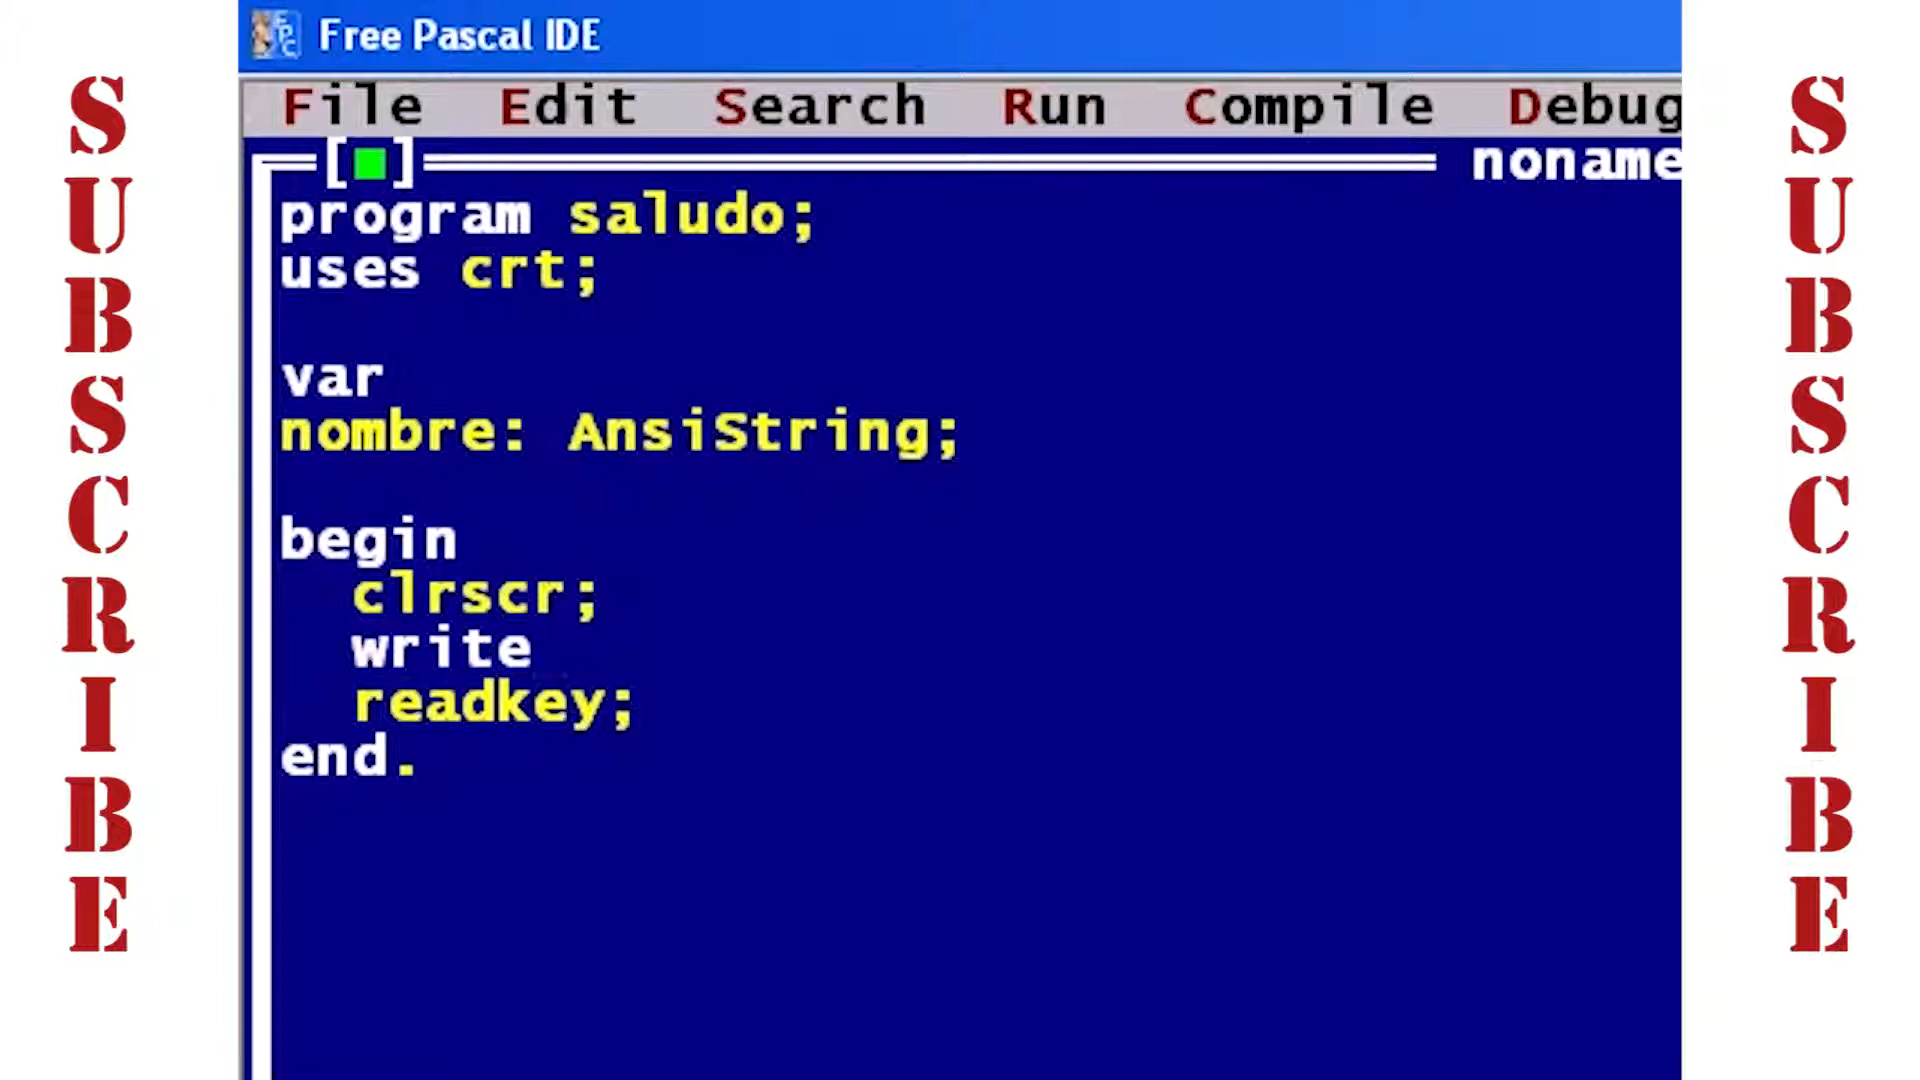 SUBSCRIBE
Free Pascal IDE
File Edit Search Run Compile Debug
[■] noname
program saludo;
uses crt;
var
nombre: AnsiString;
begin
clrscr;
write
readkey;
end.
SUBSCRIBE